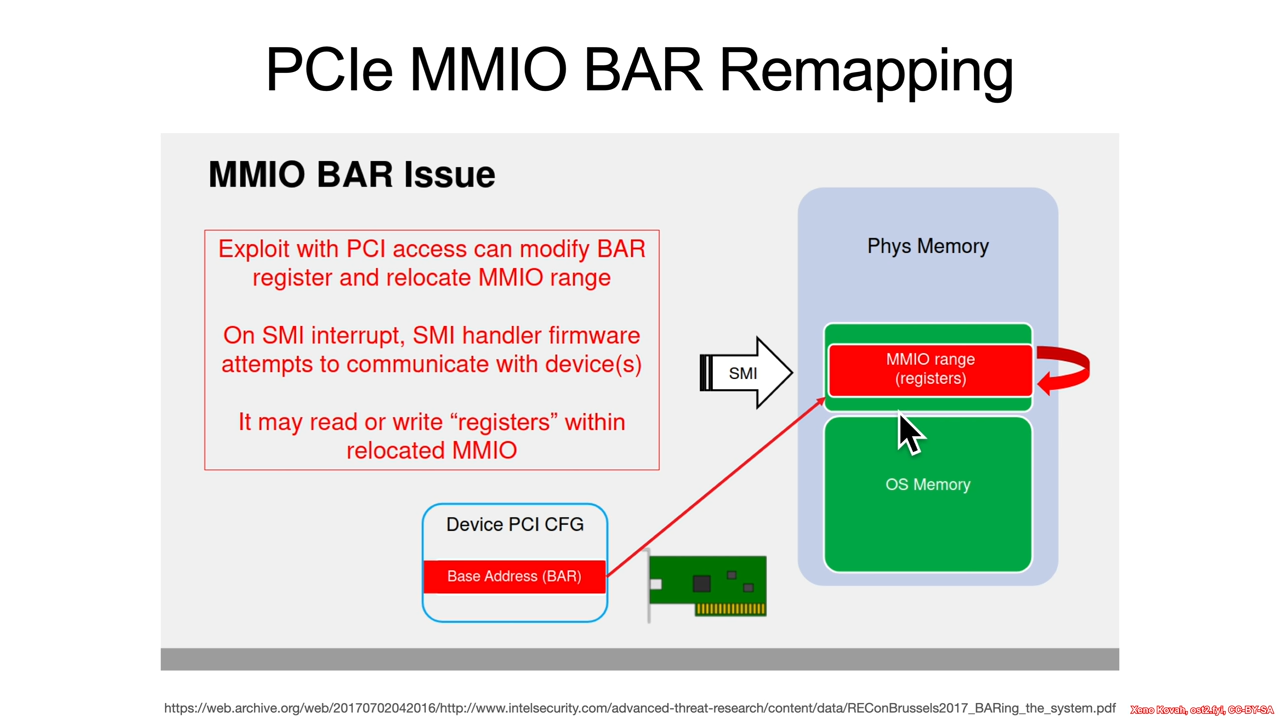 PCIe MMIO BAR Remapping
MMIO BAR Issue
Exploit with PCI access can modify BAR
register and relocate MMIO range
On SMI interrupt, SMI handler firmware
attempts to communicate with device(s)
It may read or write “registers” within
relocated MMIO
SMI
Phys Memory
MMIO range
(registers)
OS Memory
Device PCI CFG
Base Address (BAR)
https://web.archive.org/web/20170702042016/http://www.intelsecurity.com/advanced-threat-research/content/data/REConBrussels2017_BARing_the_system.pdf
Xeno Kovah, ost2.fyi, CC-BY-SA